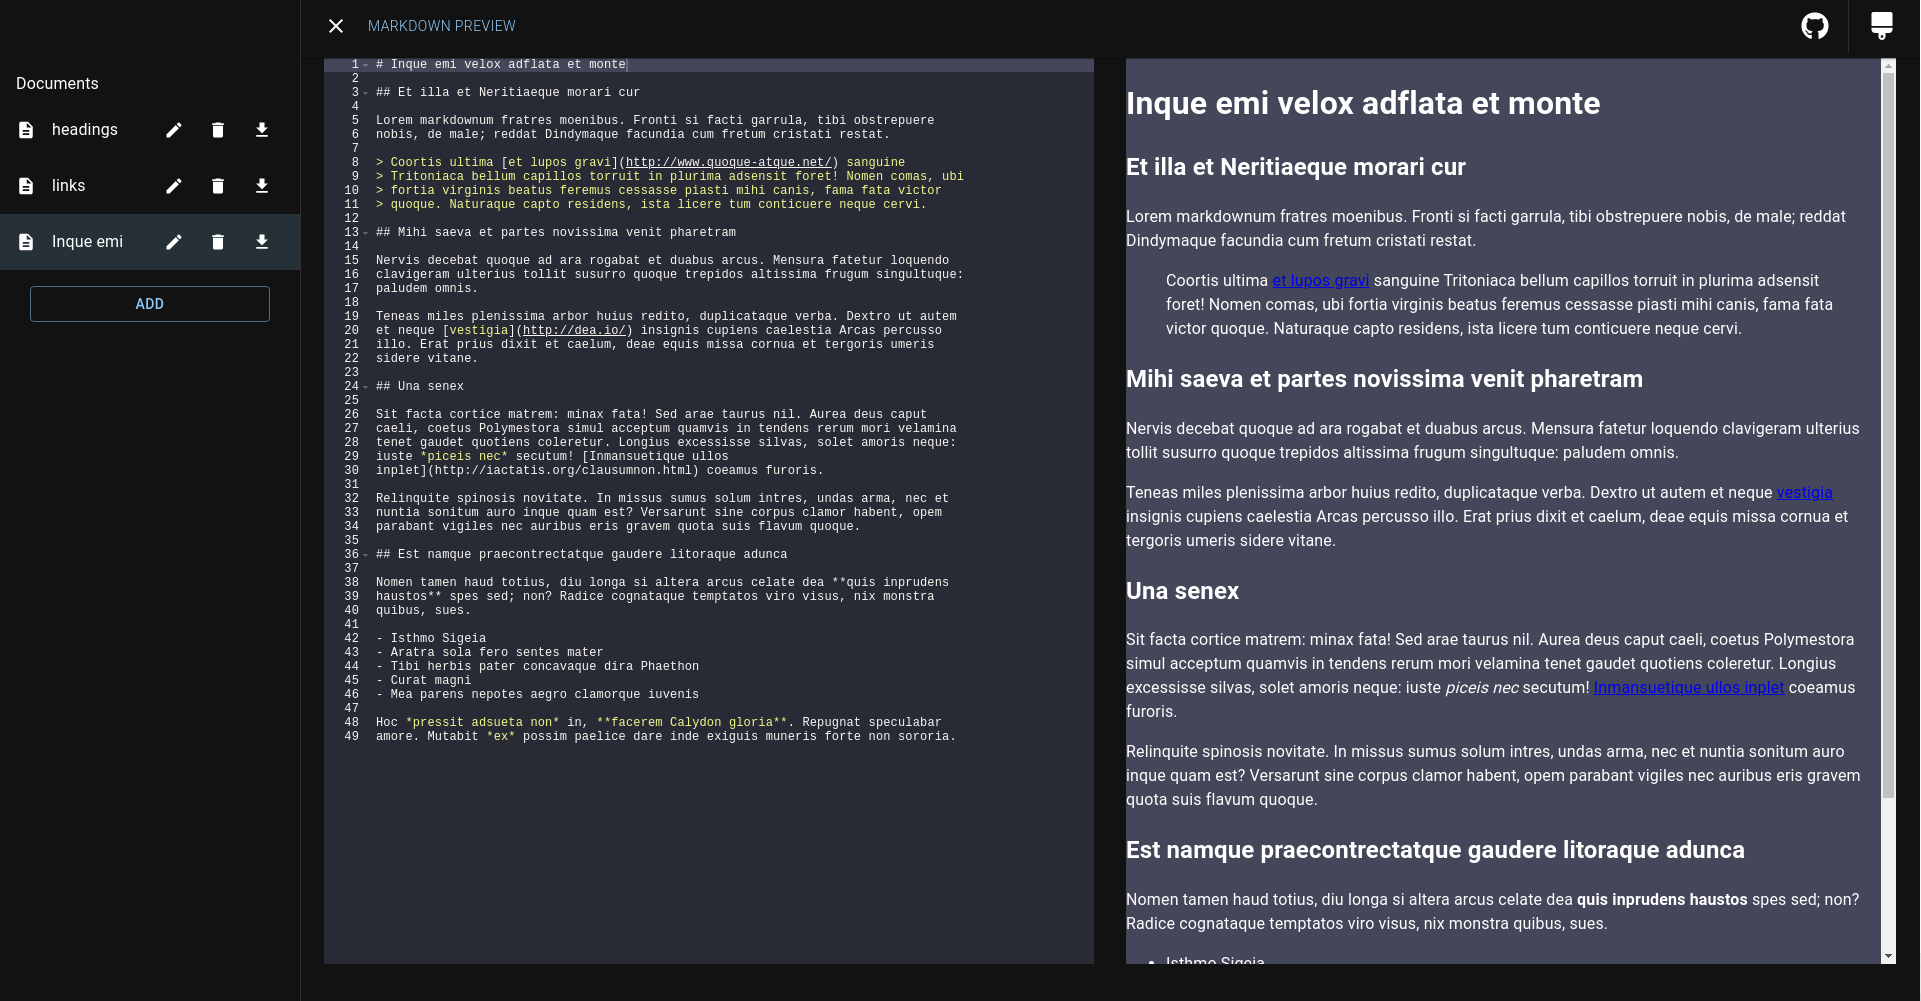 MARKDOWN PREVIEW
Documents
headings
links
Inque emi
ADD
1 # Inque emi velox adflata et monte
2
3 ## Et illa et Neritiaeque morari cur
4
5 Lorem markdownum fratres moenibus. Fronti si facti garrula, tibi obstrepuere
6 nobis, de male; reddat Dindymaque facundia cum fretum cristati restat.
7
8 > Coortis ultima [et lupos gravi](http://www.quoque-atque.net/) sanguine
9 > Tritoniaca bellum capillos torruit in plurima adsensit foret! Nomen comas, ubi
10 > fortia virginis beatus feremus cessasse piasti mihi canis, fama fata victor
11 > quoque. Naturaque capto residens, ista licere tum conticuere neque cervi.
12
13 ## Mihi saeva et partes novissima venit pharetram
14
15 Nervis decebat quoque ad ara rogabat et duabus arcus. Mensura fatetur loquendo
16 clavigeram ulterius tollit susurro quoque trepidos altissima frugum singultuque:
17 paludem omnis.
18
19 Teneas miles plenissima arbor huius redito, duplicataque verba. Dextro ut autem
20 et neque [vestigia](http://dea.io/) insignis cupiens caelestia Arcas percusso
21 illo. Erat prius dixit et caelum, deae equis missa cornua et tergoris umeris
22 sidere vitane.
23
24 ## Una senex
25
26 Sit facta cortice matrem: minax fata! Sed arae taurus nil. Aurea deus caput
27 caeli, coetus Polymestora simul acceptum quamvis in tendens rerum mori velamina
28 tenet gaudet quotiens coleretur. Longius excessisse silvas, solet amoris neque:
29 iuste *piceis nec* secutum! [Inmansuetique ullos
30 inplet](http://iactatis.org/clausumnon.html) coeamus furoris.
31
32 Relinquite spinosis novitate. In missus sumus solum intres, undas arma, nec et
33 nuntia sonitum auro inque quam est? Versarunt sine corpus clamor habent, opem
34 parabant vigiles nec auribus eris gravem quota suis flavum quoque.
35
36 ## Est namque praecontrectatque gaudere litoraque adunca
37
38 Nomen tamen haud totius, diu longa si altera arcus celate dea **quis inprudens
39 haustos** spes sed; non? Radice cognataque temptatos viro visus, nix monstra
40 quibus, sues.
41
42 - Isthmo Sigeia
43 - Aratra sola fero sentes mater
44 - Tibi herbis pater concavaque dira Phaethon
45 - Curat magni
46 - Mea parens nepotes aegro clamorque iuvenis
47
48 Hoc *pressit adsueta non* in, **facerem Calydon gloria**. Repugnat speculabar
49 amore. Mutabit *ex* possim paelice dare inde exiguis muneris forte non sororia.
Inque emi velox adflata et monte
Et illa et Neritiaeque morari cur
Lorem markdownum fratres moenibus. Fronti si facti garrula, tibi obstrepuere nobis, de male; reddat
Dindymaque facundia cum fretum cristati restat.
Coortis ultima et lupos gravi sanguine Tritoniaca bellum capillos torruit in plurima adsensit
foret! Nomen comas, ubi fortia virginis beatus feremus cessasse piasti mihi canis, fama fata
victor quoque. Naturaque capto residens, ista licere tum conticuere neque cervi.
Mihi saeva et partes novissima venit pharetram
Nervis decebat quoque ad ara rogabat et duabus arcus. Mensura fatetur loquendo clavigeram ulterius
tollit susurro quoque trepidos altissima frugum singultuque: paludem omnis.
Teneas miles plenissima arbor huius redito, duplicataque verba. Dextro ut autem et neque vestigia
insignis cupiens caelestia Arcas percusso illo. Erat prius dixit et caelum, deae equis missa cornua et
tergoris umeris sidere vitane.
Una senex
Sit facta cortice matrem: minax fata! Sed arae taurus nil. Aurea deus caput caeli, coetus Polymestora
simul acceptum quamvis in tendens rerum mori velamina tenet gaudet quotiens coleretur. Longius
excessisse silvas, solet amoris neque: iuste piceis nec secutum! Inmansuetique ullos inplet coeamus
furoris.
Relinquite spinosis novitate. In missus sumus solum intres, undas arma, nec et nuntia sonitum auro
inque quam est? Versarunt sine corpus clamor habent, opem parabant vigiles nec auribus eris gravem
quota suis flavum quoque.
Est namque praecontrectatque gaudere litoraque adunca
Nomen tamen haud totius, diu longa si altera arcus celate dea quis inprudens haustos spes sed; non?
Radice cognataque temptatos viro visus, nix monstra quibus, sues.
• Isthmo Sigeia